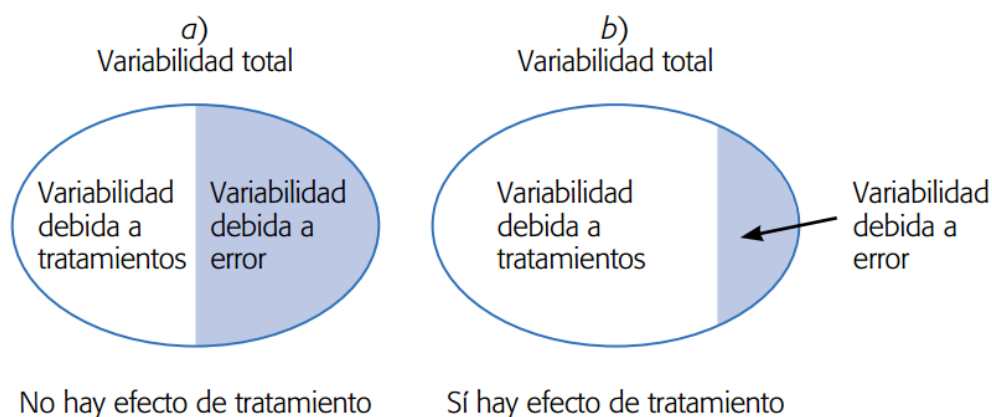 a)
Variabilidad total
Variabilidad
debida a
tratamientos
Variabilidad
debida a
error
No hay efecto de tratamiento
b)
Variabilidad total
Variabilidad
debida a
tratamientos
Variabilidad
debida a
error
Sí hay efecto de tratamiento